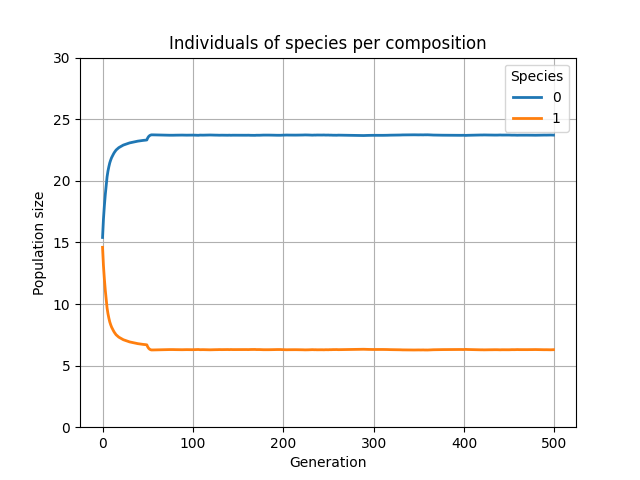 Individuals of species per composition
Population size
30
25
20
15
10
5
0
Species
0
1
0 100 200 300 400 500
Generation